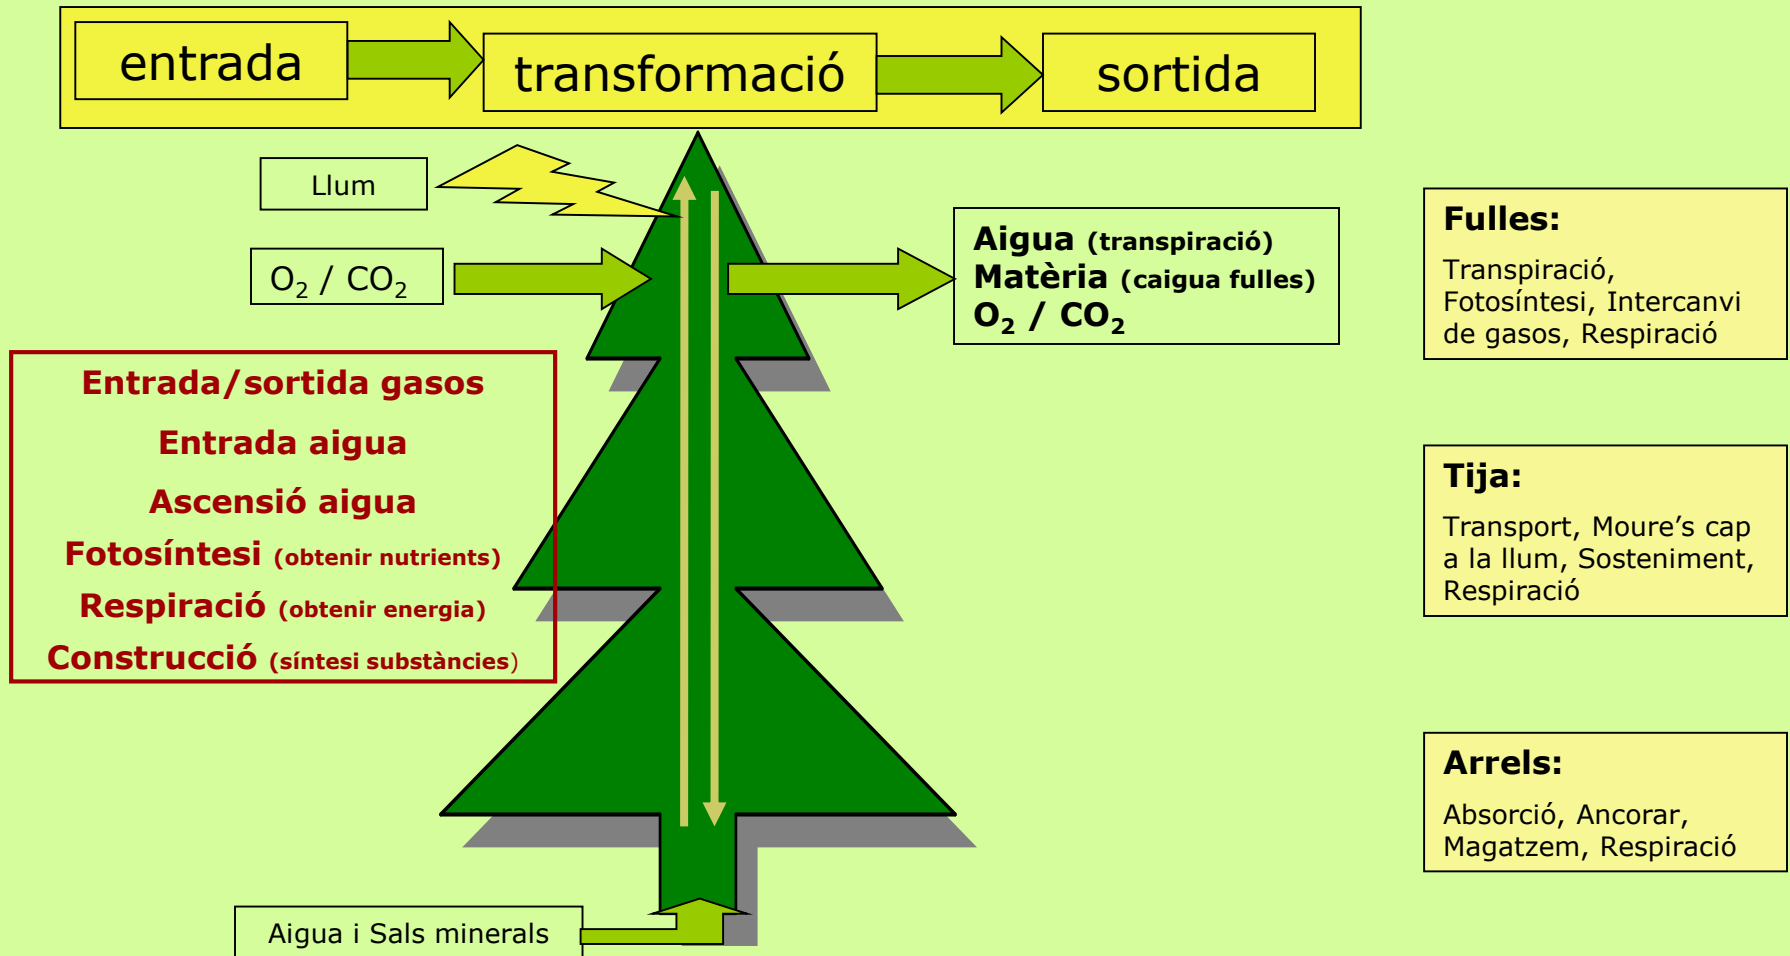 entrada
transformació
sortida
Llum
O₂ / CO₂
Aigua (transpiració)
Matèria (caigua fulles)
O₂ / CO₂
Fulles:
Transpiració,
Fotosíntesi, Intercanvi
de gasos, Respiració
Entrada/sortida gasos
Entrada aigua
Ascensió aigua
Fotosíntesi (obtenir nutrients)
Respiració (obtenir energia)
Construcció (síntesi substàncies)
Tija:
Transport, Moure’s cap
a la llum, Sosteniment,
Respiració
Arrels:
Absorció, Ancorar,
Magatzem, Respiració
Aigua i Sals minerals